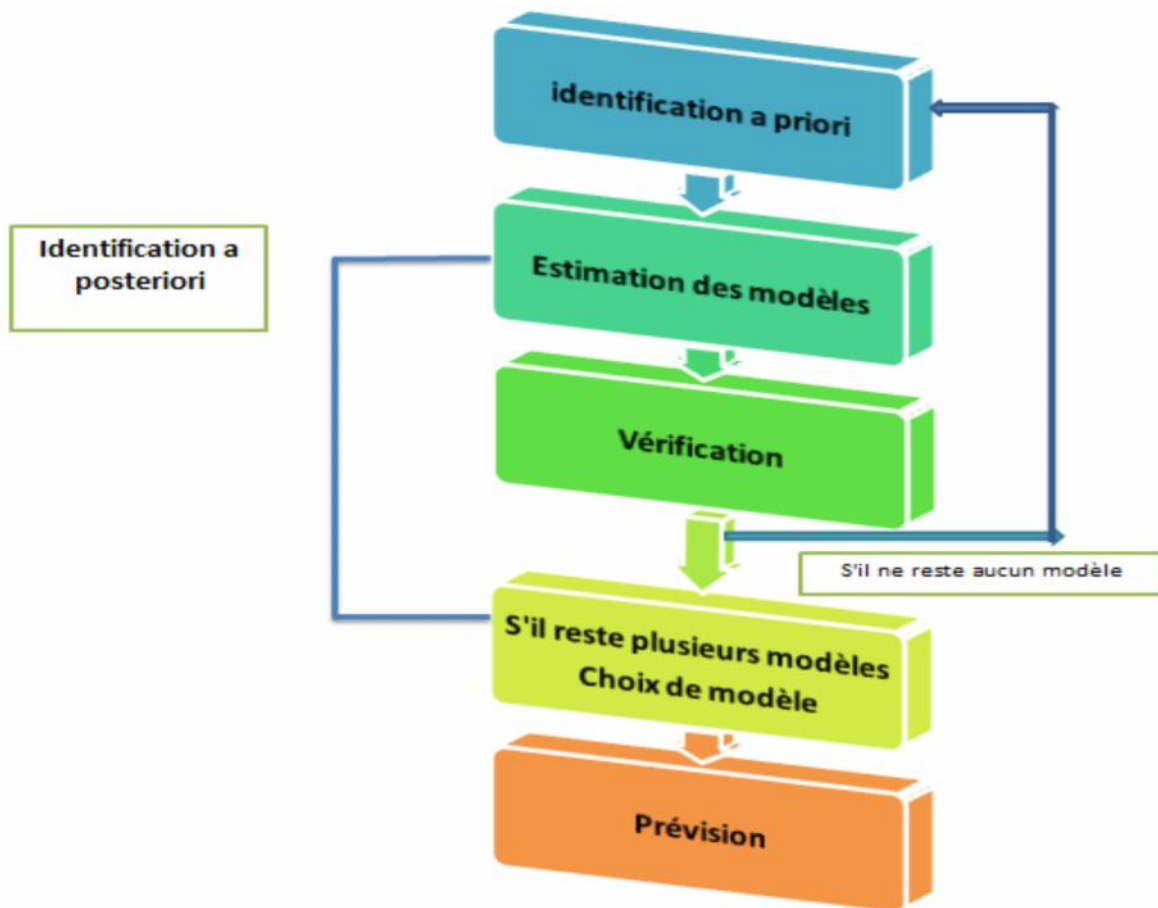 identification a priori
Identification a
posteriori
Estimation des modèles
Vérification
S'il ne reste aucun modèle
S'il reste plusieurs modèles
Choix de modèle
Prévision